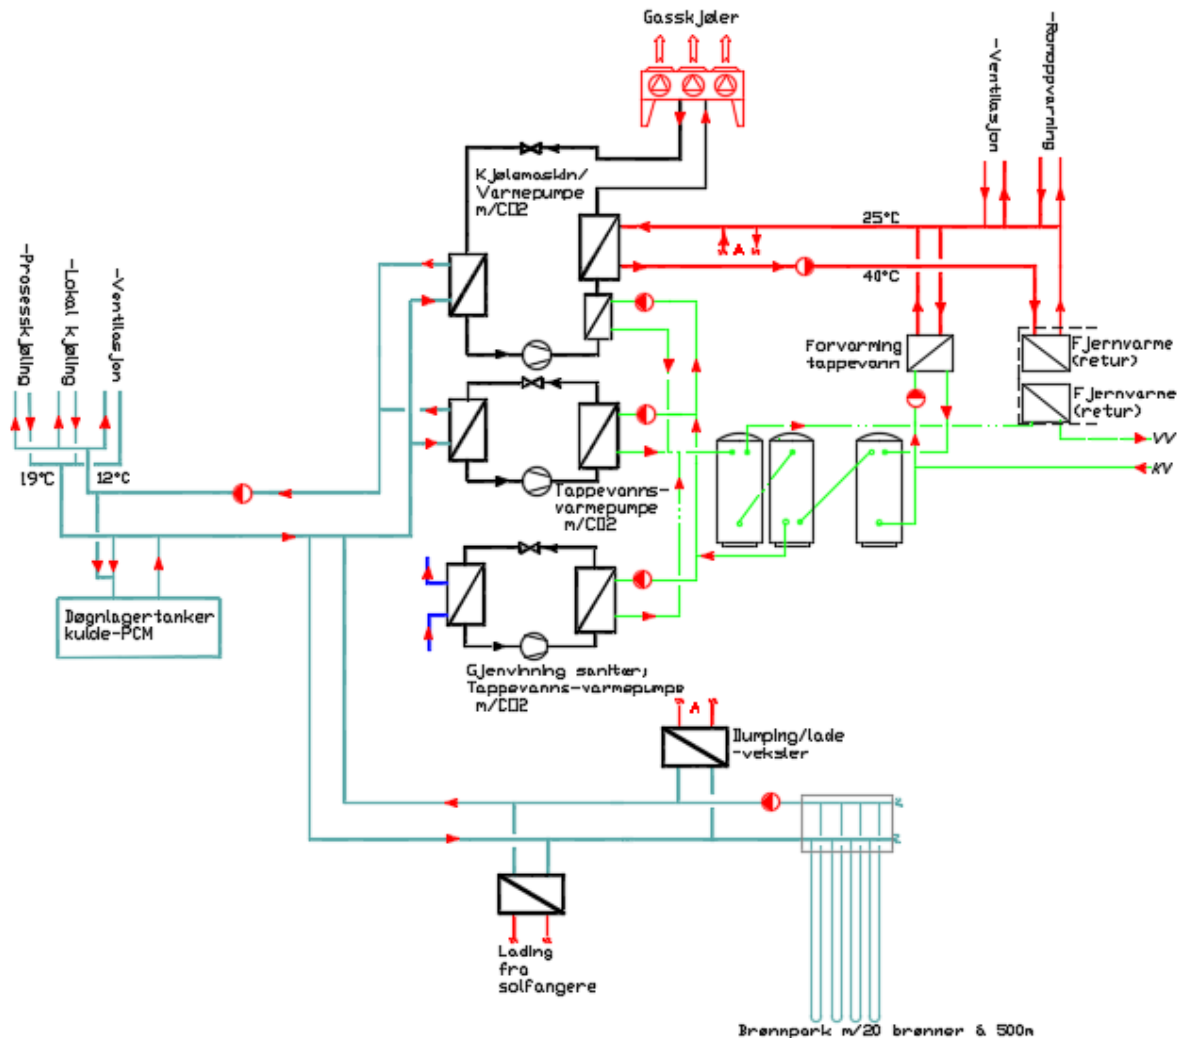 Gasskjøler
-Ventilasjon
-Romoppvarming
Kjølemaskin/
Varmepumpe
m/CO2
25°C
A
40°C
-Prosesskjøling
-Lokal kjøling
-Ventilasjon
Forvarming
tappevann
Fjernvarme
(retur)
Fjernvarme
(retur)
VV
KV
19°C
12°C
Tappevanns-
varmepumpe
m/CO2
Døgnlagertanker
kulde-PCM
Gjenvinning sanitær;
Tappevanns-varmepumpe
m/CO2
A
Dumping/lade
-veksler
Lading
fra
solfangere
Brønnpark m/20 brønner á 500m